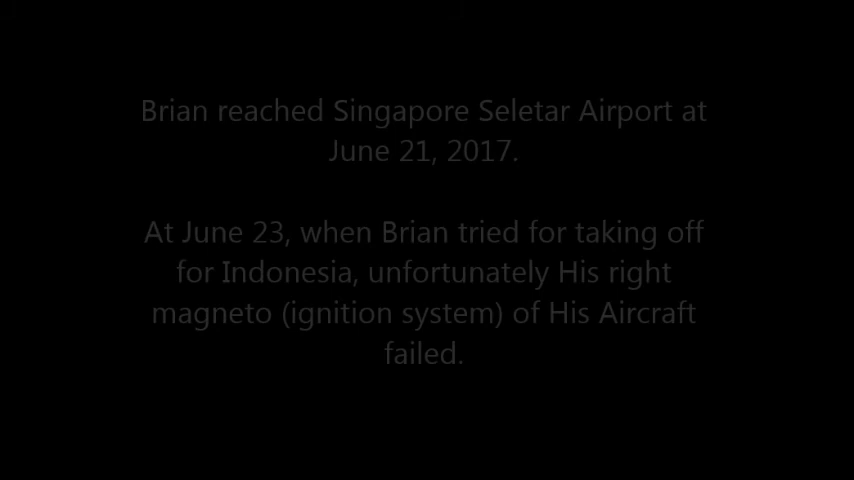 Brian reached Singapore Seletar Airport at
June 21, 2017.
At June 23, when Brian tried for taking off
for Indonesia, unfortunately His right
magneto (ignition system) of His Aircraft
failed.